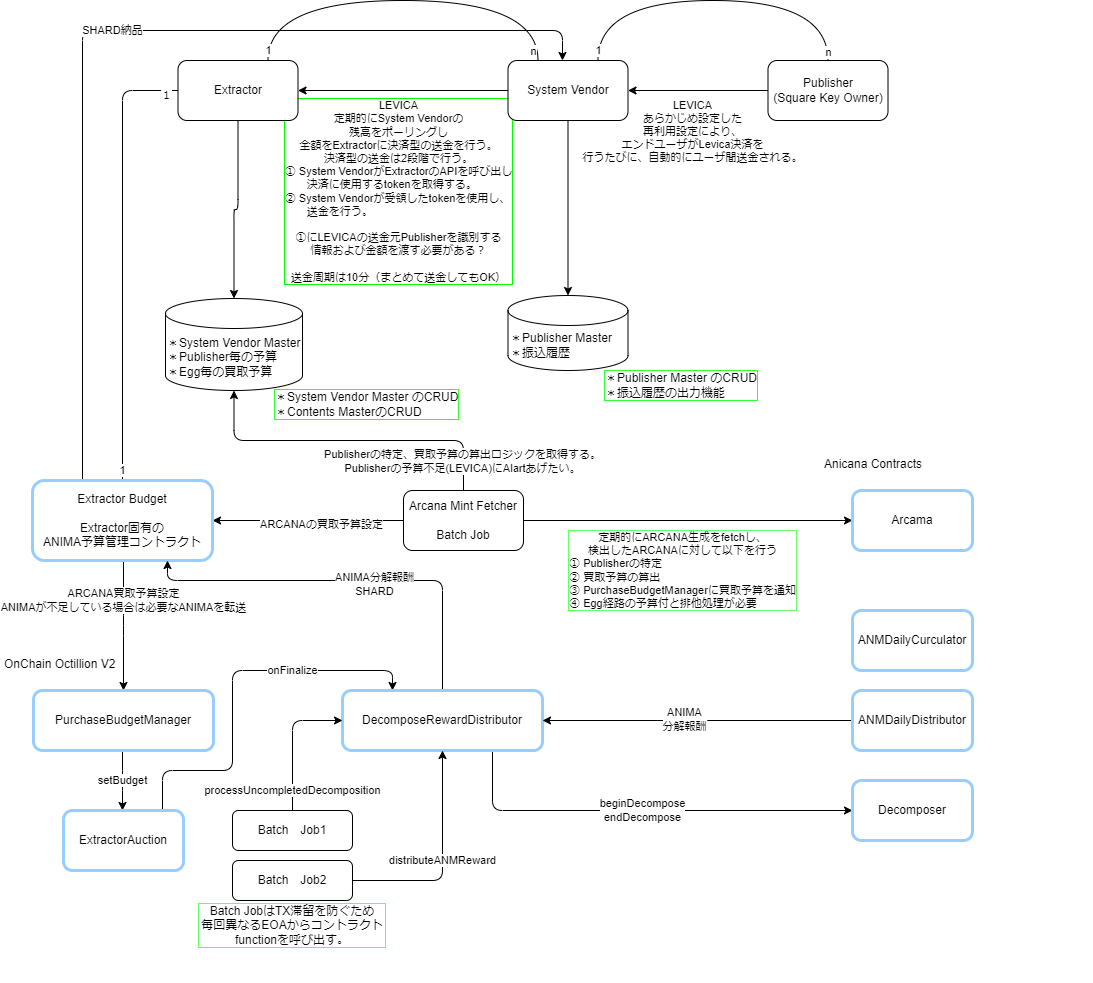 SHARD納品
1
n
1
n
Extractor
System Vendor
Publisher
(Square Key Owner)
1
LEVICA
定期的にSystem Vendorの
残高をポーリングし
金額をExtractorに決済型の送金を行う。
決済型の送金は2段階で行う。
① System VendorがExtractorのAPIを呼び出し
決済に使用するtokenを取得する。
② System Vendorが受領したtokenを使用し、
送金を行う。
①にLEVICAの送金元Publisherを識別する
情報および金額を渡す必要がある？
送金周期は10分（まとめて送金してもOK）
LEVICA
あらかじめ設定した
再利用設定により、
エンドユーザがLevica決済を
行うたびに、自動的にユーザ間送金される。
＊System Vendor Master
＊Publisher毎の予算
＊Egg毎の買取予算
＊Publisher Master
＊振込履歴
＊System Vendor Master のCRUD
＊Contents MasterのCRUD
＊Publisher Master のCRUD
＊振込履歴の出力機能
Publisherの特定、買取予算の算出ロジックを取得する。
Publisherの予算不足(LEVICA)にAlartあげたい。
Anicana Contracts
1
Extractor Budget
Extractor固有の
ANIMA予算管理コントラクト
ARCANAの買取予算設定
Arcana Mint Fetcher
Batch Job
Arcama
定期的にARCANA生成をfetchし、
検出したARCANAに対して以下を行う
① Publisherの特定
② 買取予算の算出
③ PurchaseBudgetManagerに買取予算を通知
④ Egg経路の予算付と排他処理が必要
ANIMA分解報酬
SHARD
ARCANA買取予算設定
ANIMAが不足している場合は必要なANIMAを転送
ANMDailyCurculator
OnChain Octillion V2
onFinalize
PurchaseBudgetManager
DecomposeRewardDistributor
ANIMA
分解報酬
ANMDailyDistributor
setBudget
processUncompletedDecomposition
beginDecompose
endDecompose
Decomposer
ExtractorAuction
Batch　Job1
distributeANMReward
Batch　Job2
Batch JobはTX滞留を防ぐため
毎回異なるEOAからコントラクト
functionを呼び出す。